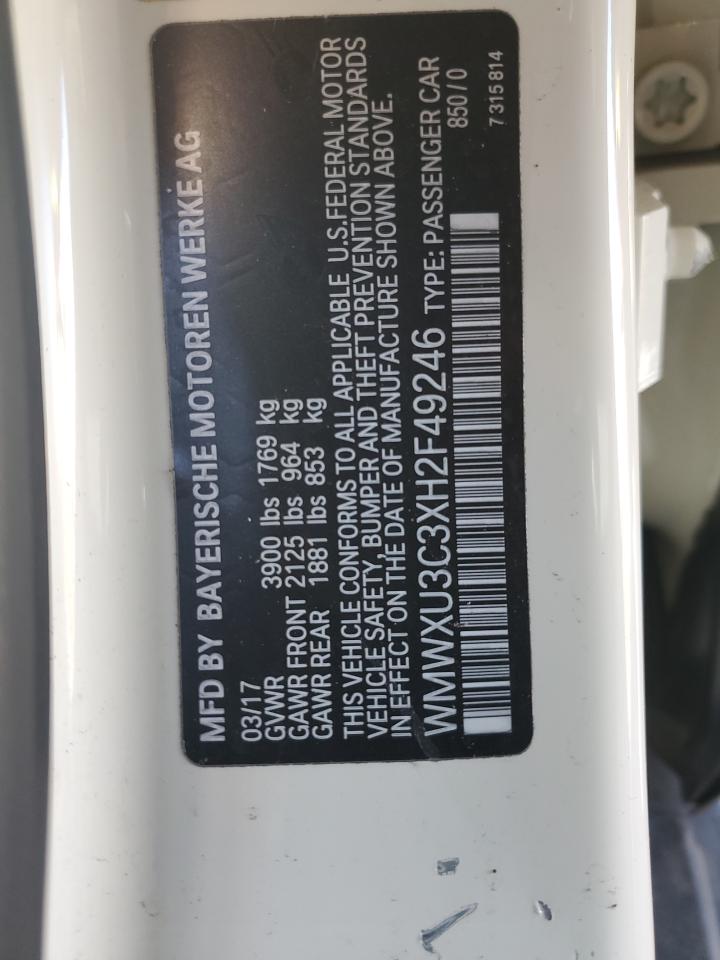 MFD BY BAYERISCHE MOTOREN WERKE AG
03/17
GVWR 3900 lbs 1769 kg
GAWR FRONT 2125 lbs 964 kg
GAWR REAR 1881 lbs 853 kg
THIS VEHICLE CONFORMS TO ALL APPLICABLE U.S.FEDERAL MOTOR
VEHICLE SAFETY, BUMPER AND THEFT PREVENTION STANDARDS
IN EFFECT ON THE DATE OF MANUFACTURE SHOWN ABOVE.
WMWXU3C3XH2F49246 TYPE: PASSENGER CAR
850 / 0
7 315 814